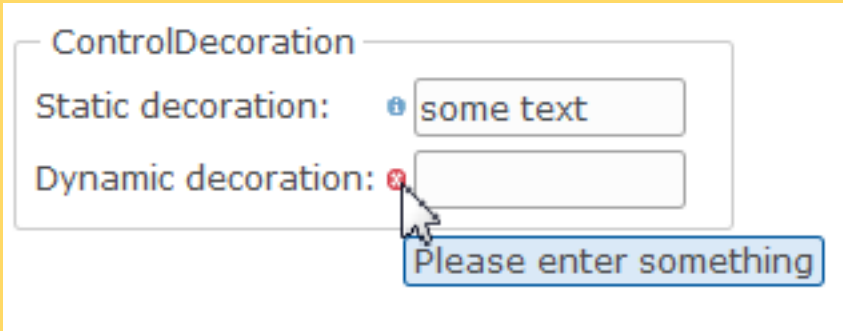 ControlDecoration
Static decoration: some text
Dynamic decoration:
Please enter something